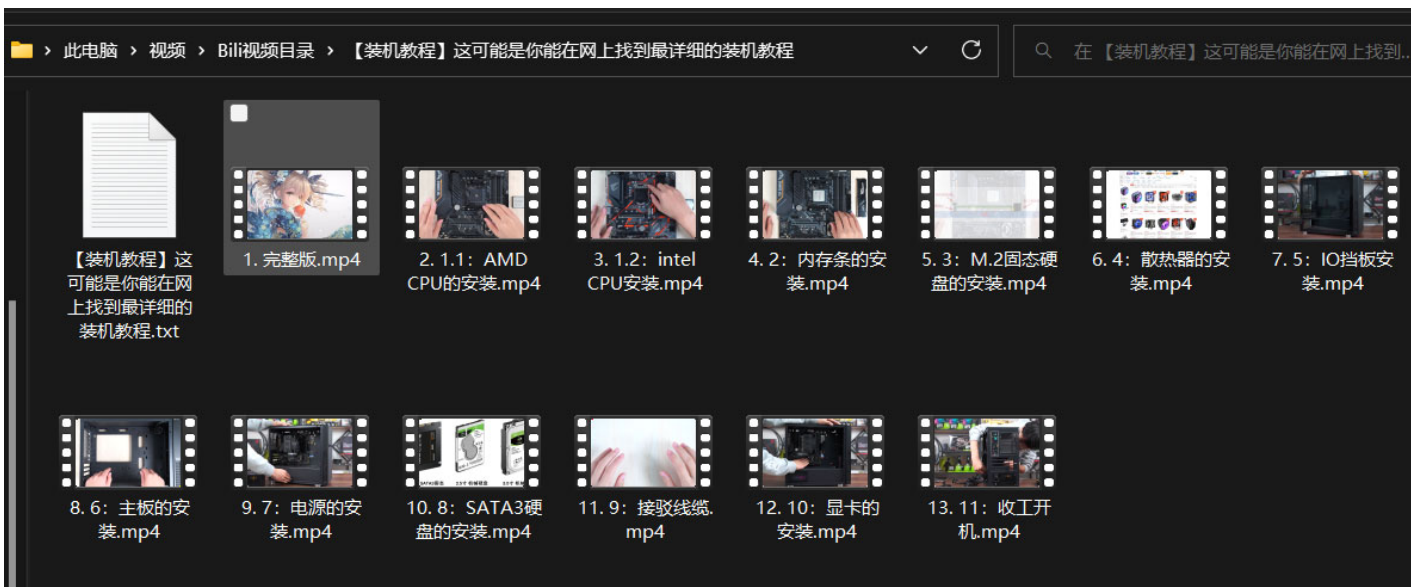 此电脑 › 视频 › Bili视频目录 › 【装机教程】这可能是你能在网上找到最详细的装机教程
在 【装机教程】这可能是你能在网上找到...
【装机教程】这
可能是你能在网
上找到最详细的
装机教程.txt
1. 完整版.mp4
2. 1.1：AMD
CPU的安装.mp4
3. 1.2：intel
CPU安装.mp4
4. 2：内存条的安
装.mp4
5. 3：M.2固态硬
盘的安装.mp4
6. 4：散热器的安
装.mp4
7. 5：IO挡板安
装.mp4
8. 6：主板的安
装.mp4
9. 7：电源的安
装.mp4
10. 8：SATA3硬
盘的安装.mp4
11. 9：接驳线缆.
mp4
12. 10：显卡的
安装.mp4
13. 11：收工开
机.mp4